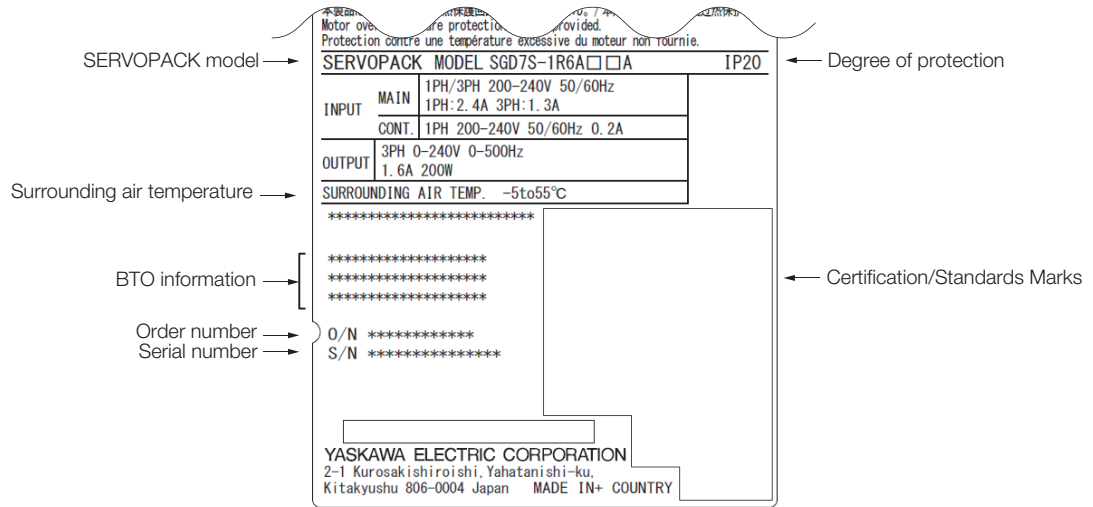 Motor ove re protectio rovided.
Protection contre une température excessive du moteur non fournie.
SERVOPACK model
SERVOPACK MODEL SGD7S-1R6A□□A IP20
Degree of protection
INPUT MAIN 1PH/3PH 200-240V 50/60Hz
1PH:2.4A 3PH:1.3A
CONT. 1PH 200-240V 50/60Hz 0.2A
OUTPUT 3PH 0-240V 0-500Hz
1.6A 200W
Surrounding air temperature
SURROUNDING AIR TEMP. -5to55℃
**************************
BTO information
********************
********************
********************
Certification/Standards Marks
Order number
O/N ************
Serial number
S/N ***************
YASKAWA ELECTRIC CORPORATION
2-1 Kurosakishiroishi,Yahatanishi-ku,
Kitakyushu 806-0004 Japan MADE IN+ COUNTRY